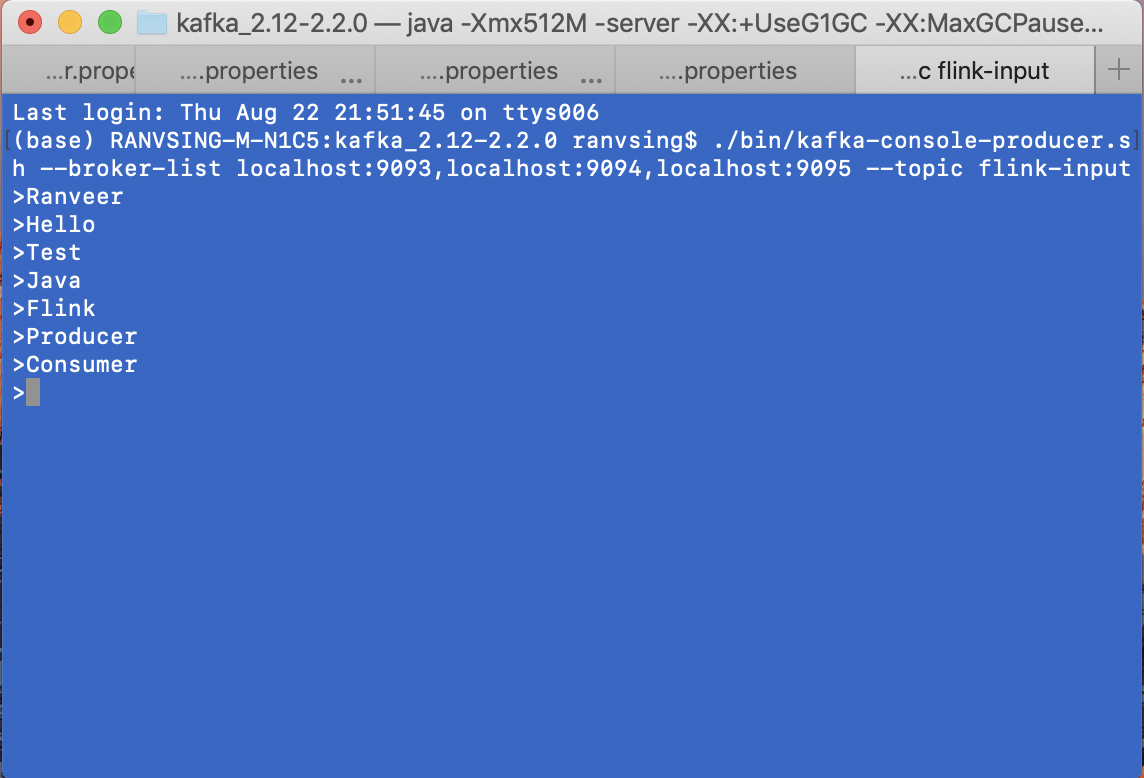 kafka_2.12-2.2.0 — java -Xmx512M -server -XX:+UseG1GC -XX:MaxGCPause...
...r.prope ....properties ... ....properties ... ....properties ...c flink-input +
Last login: Thu Aug 22 21:51:45 on ttys006
[(base) RANVSING-M-N1C5:kafka_2.12-2.2.0 ranvsing$ ./bin/kafka-console-producer.s]
h --broker-list localhost:9093,localhost:9094,localhost:9095 --topic flink-input
>Ranveer
>Hello
>Test
>Java
>Flink
>Producer
>Consumer
>